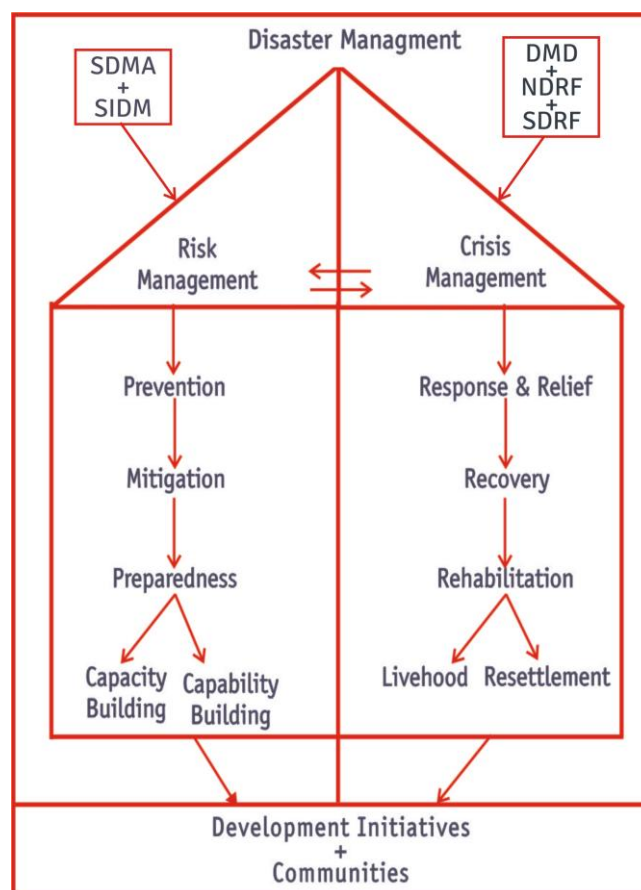 Disaster Managment
SDMA
+
SIDM
DMD
+
NDRF
+
SDRF
Risk
Management
Crisis
Management
Prevention
Response & Relief
Mitigation
Recovery
Preparedness
Rehabilitation
Capacity
Building
Capability
Building
Livehood
Resettlement
Development Initiatives
+
Communities